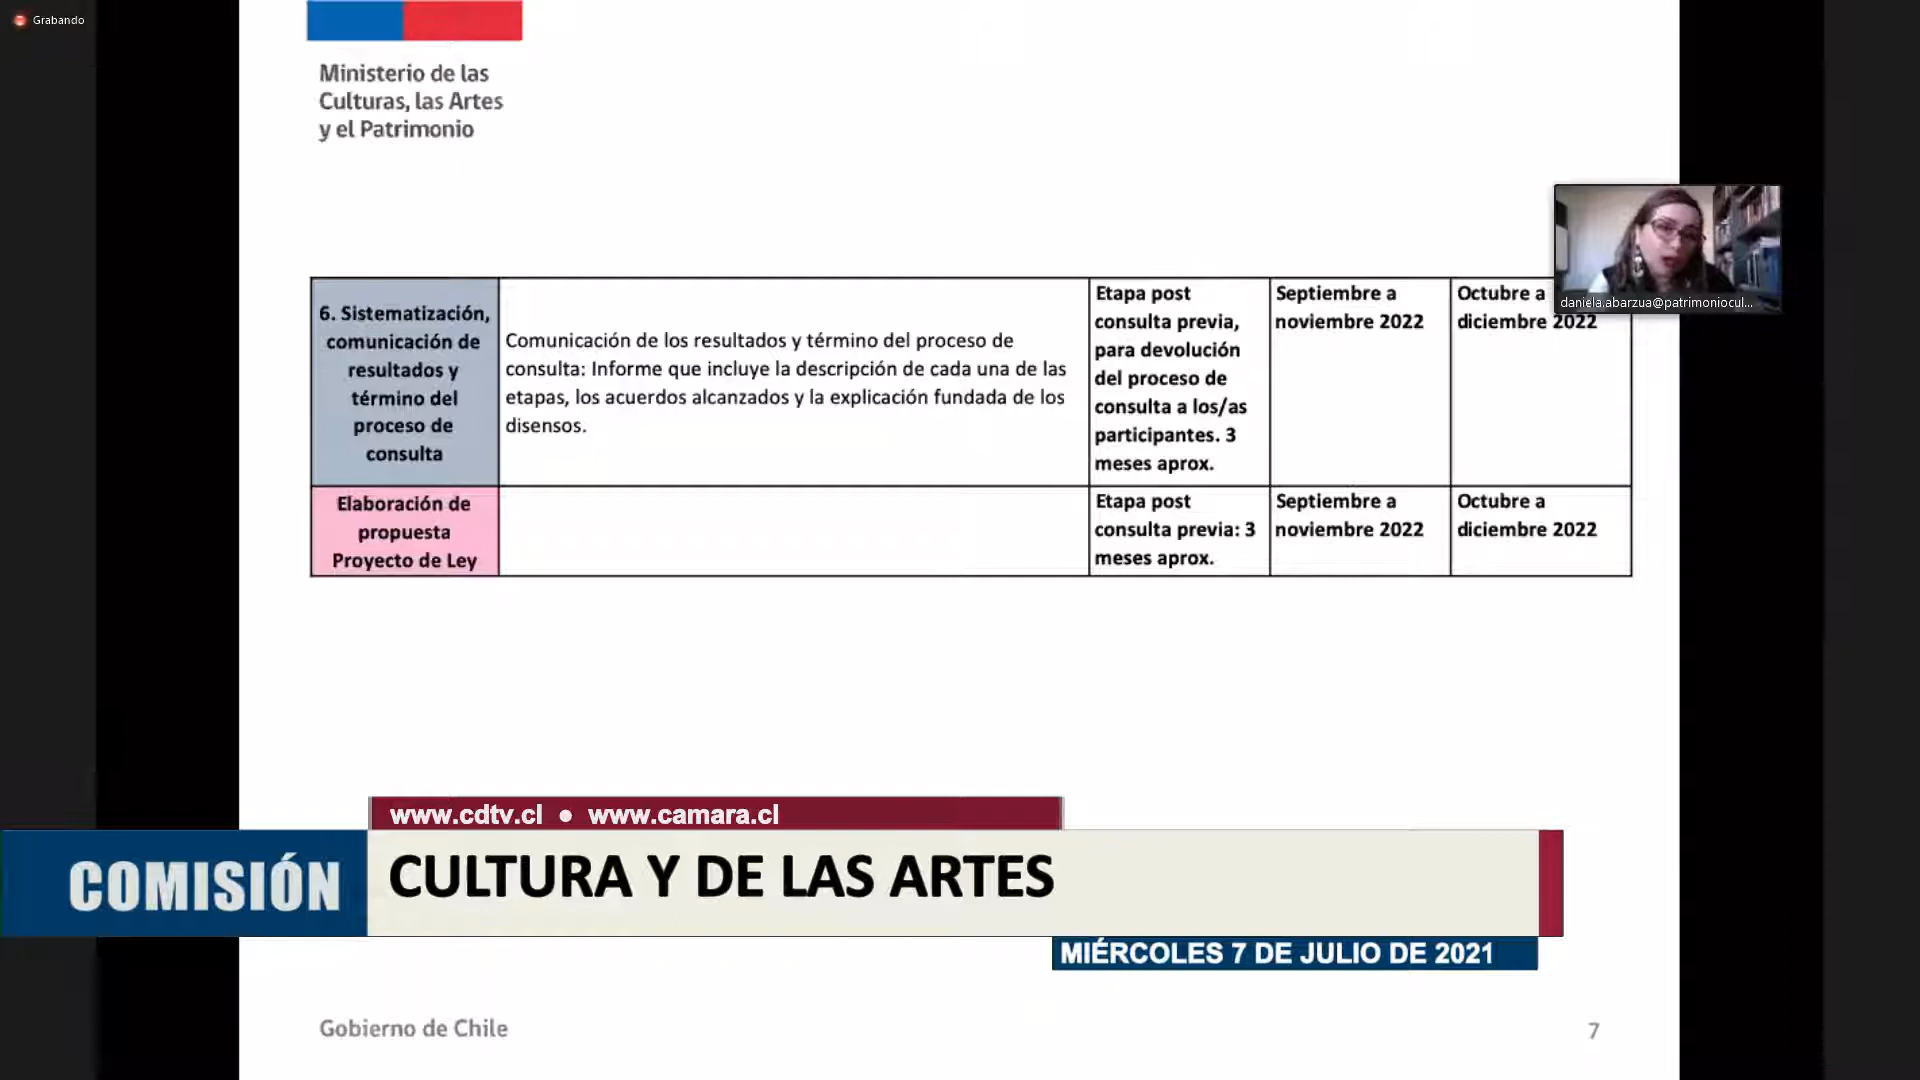 Grabando
Ministerio de las
Culturas, las Artes
y el Patrimonio
daniela.abarzua@patrimoniocul...
6. Sistematización,
comunicación de
resultados y
término del
proceso de
consulta
Comunicación de los resultados y término del proceso de
consulta: Informe que incluye la descripción de cada una de las
etapas, los acuerdos alcanzados y la explicación fundada de los
disensos.
Etapa post
consulta previa,
para devolución
del proceso de
consulta a los/as
participantes. 3
meses aprox.
Septiembre a
noviembre 2022
Octubre a
diciembre 2022
Elaboración de
propuesta
Proyecto de Ley
Etapa post
consulta previa: 3
meses aprox.
Septiembre a
noviembre 2022
Octubre a
diciembre 2022
www.cdtv.cl • www.camara.cl
COMISIÓN
CULTURA Y DE LAS ARTES
MIÉRCOLES 7 DE JULIO DE 2021
Gobierno de Chile
7